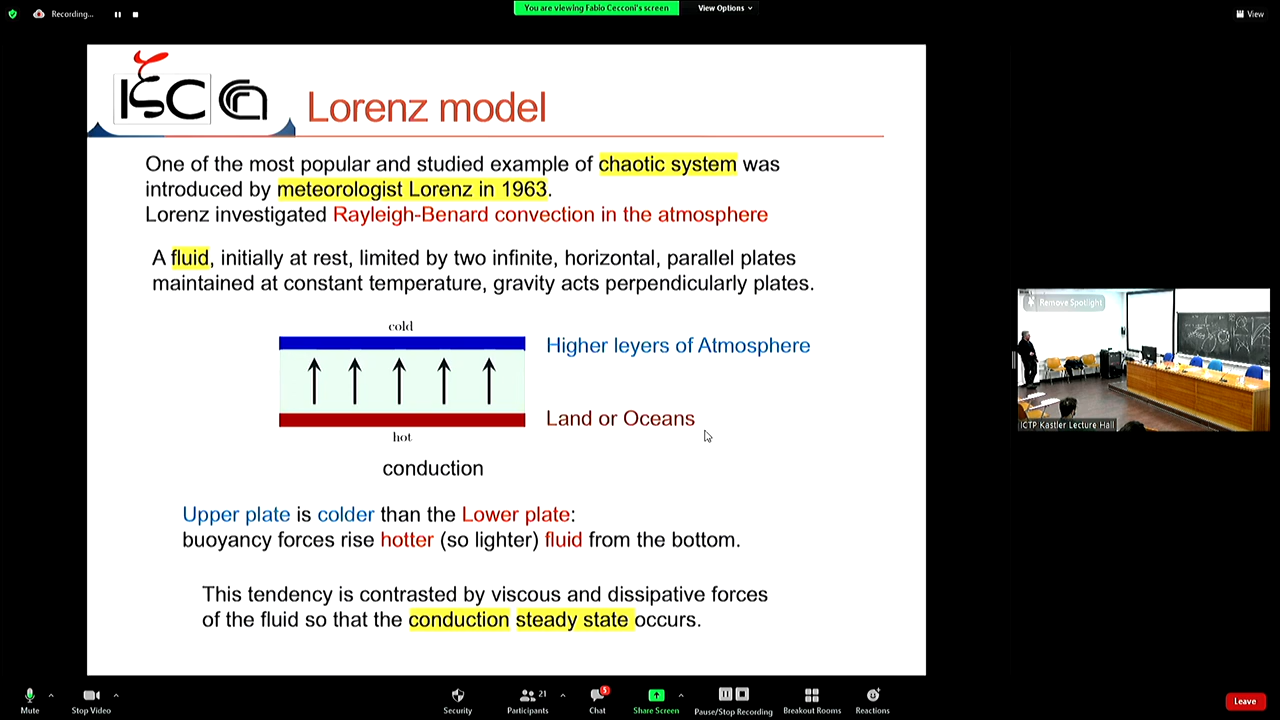 Recording...
You are viewing Fabio Cecconi's screen
View Options
View
ISC
Lorenz model
One of the most popular and studied example of chaotic system was
introduced by meteorologist Lorenz in 1963.
Lorenz investigated Rayleigh-Benard convection in the atmosphere
A fluid, initially at rest, limited by two infinite, horizontal, parallel plates
maintained at constant temperature, gravity acts perpendicularly plates.
cold
Higher leyers of Atmosphere
Land or Oceans
hot
conduction
Remove Spotlight
ICTP Kastler Lecture Hall
Upper plate is colder than the Lower plate:
buoyancy forces rise hotter (so lighter) fluid from the bottom.
This tendency is contrasted by viscous and dissipative forces
of the fluid so that the conduction steady state occurs.
Mute
Stop Video
Security
21
Participants
5
Chat
Share Screen
Pause/Stop Recording
Breakout Rooms
Reactions
Leave